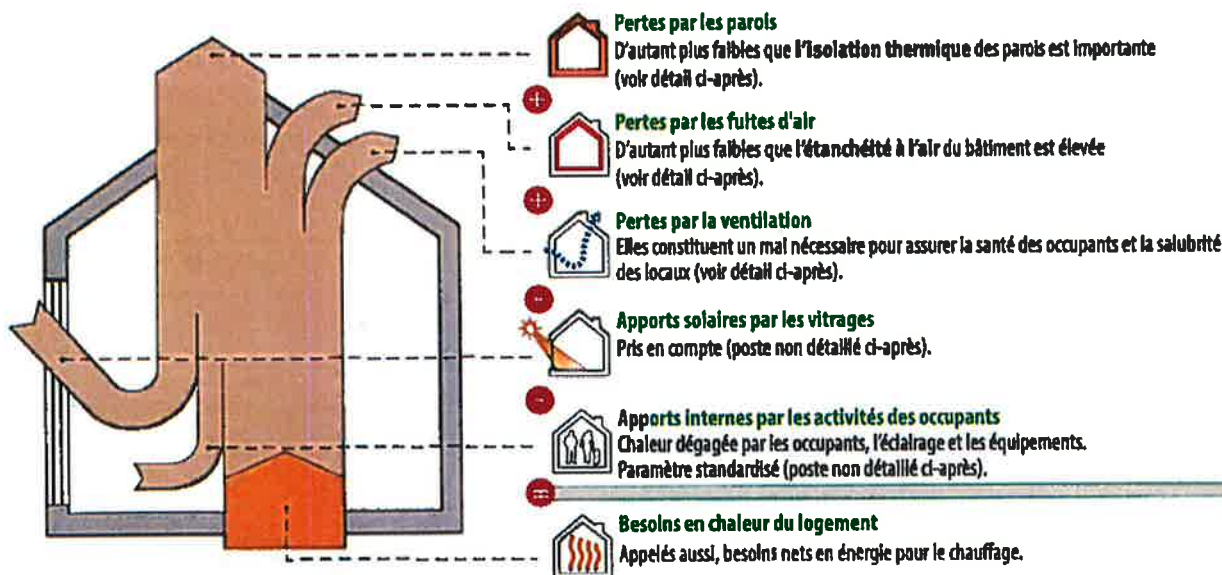 Pertes par les parois
D'autant plus faibles que l'isolation thermique des parois est importante
(voir détail ci-après).
+
Pertes par les fuites d'air
D'autant plus faibles que l'étanchéité à l'air du bâtiment est élevée
(voir détail ci-après).
+
Pertes par la ventilation
Elles constituent un mal nécessaire pour assurer la santé des occupants et la salubrité
des locaux (voir détail ci-après).
-
Apports solaires par les vitrages
Pris en compte (poste non détaillé ci-après).
-
Apports internes par les activités des occupants
Chaleur dégagée par les occupants, l'éclairage et les équipements.
Paramètre standardisé (poste non détaillé ci-après).
=
Besoins en chaleur du logement
Appelés aussi, besoins nets en énergie pour le chauffage.